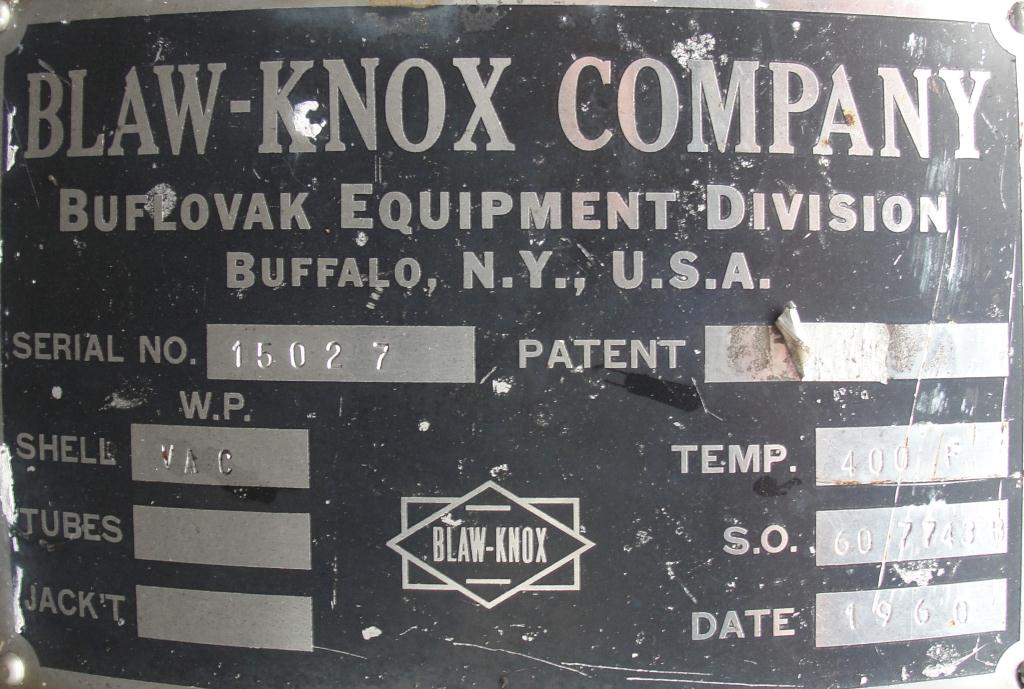 BLAW-KNOX COMPANY
BUFLOVAK EQUIPMENT DIVISION
BUFFALO, N.Y., U.S.A.
SERIAL NO. 15027 PATENT
W.P.
SHELL VAC TEMP. 400 F
TUBES S.O.
BLAW-KNOX
JACK'T DATE 1960